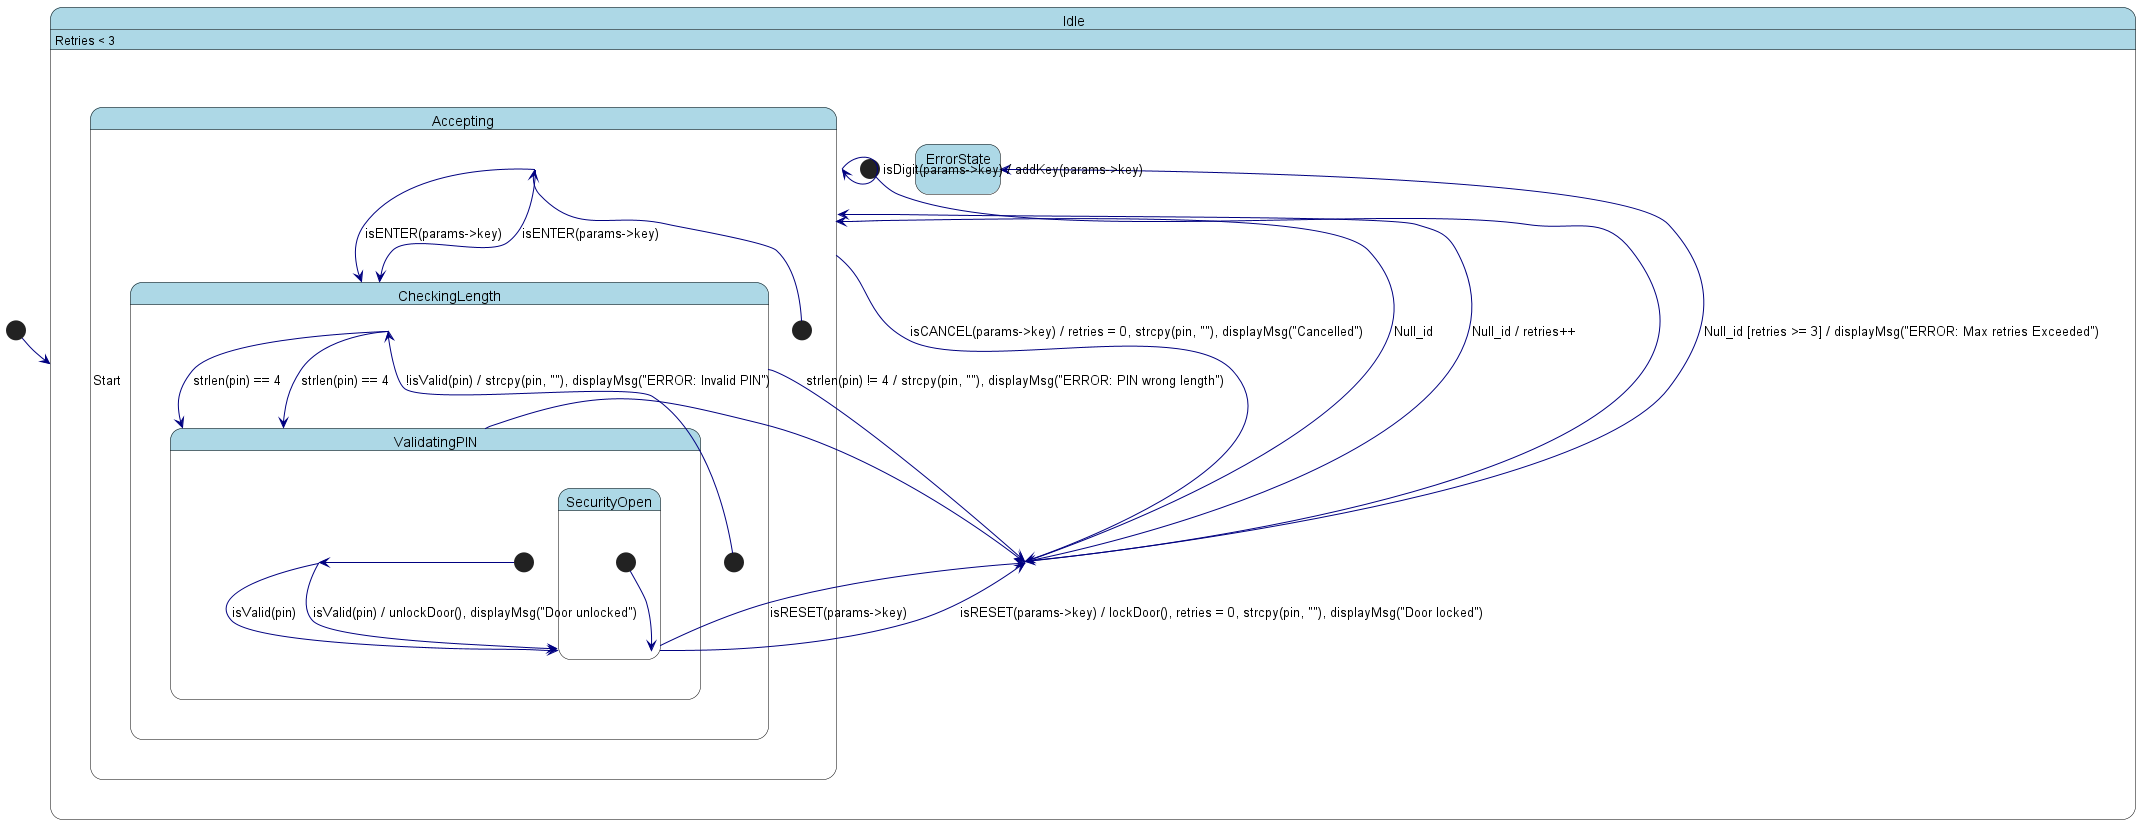 Idle
Retries < 3
Accepting
ErrorState
isDigit(params->key) / addKey(params->key)
isENTER(params->key)
isENTER(params->key)
CheckingLength
isCANCEL(params->key) / retries = 0, strcpy(pin, ""), displayMsg("Cancelled")
Null_id
Null_id / retries++
Null_id [retries >= 3] / displayMsg("ERROR: Max retries Exceeded")
Start
strlen(pin) == 4
strlen(pin) == 4
!isValid(pin) / strcpy(pin, ""), displayMsg("ERROR: Invalid PIN")
strlen(pin) != 4 / strcpy(pin, ""), displayMsg("ERROR: PIN wrong length")
ValidatingPIN
SecurityOpen
isValid(pin)
isValid(pin) / unlockDoor(), displayMsg("Door unlocked")
isRESET(params->key)
isRESET(params->key) / lockDoor(), retries = 0, strcpy(pin, ""), displayMsg("Door locked")